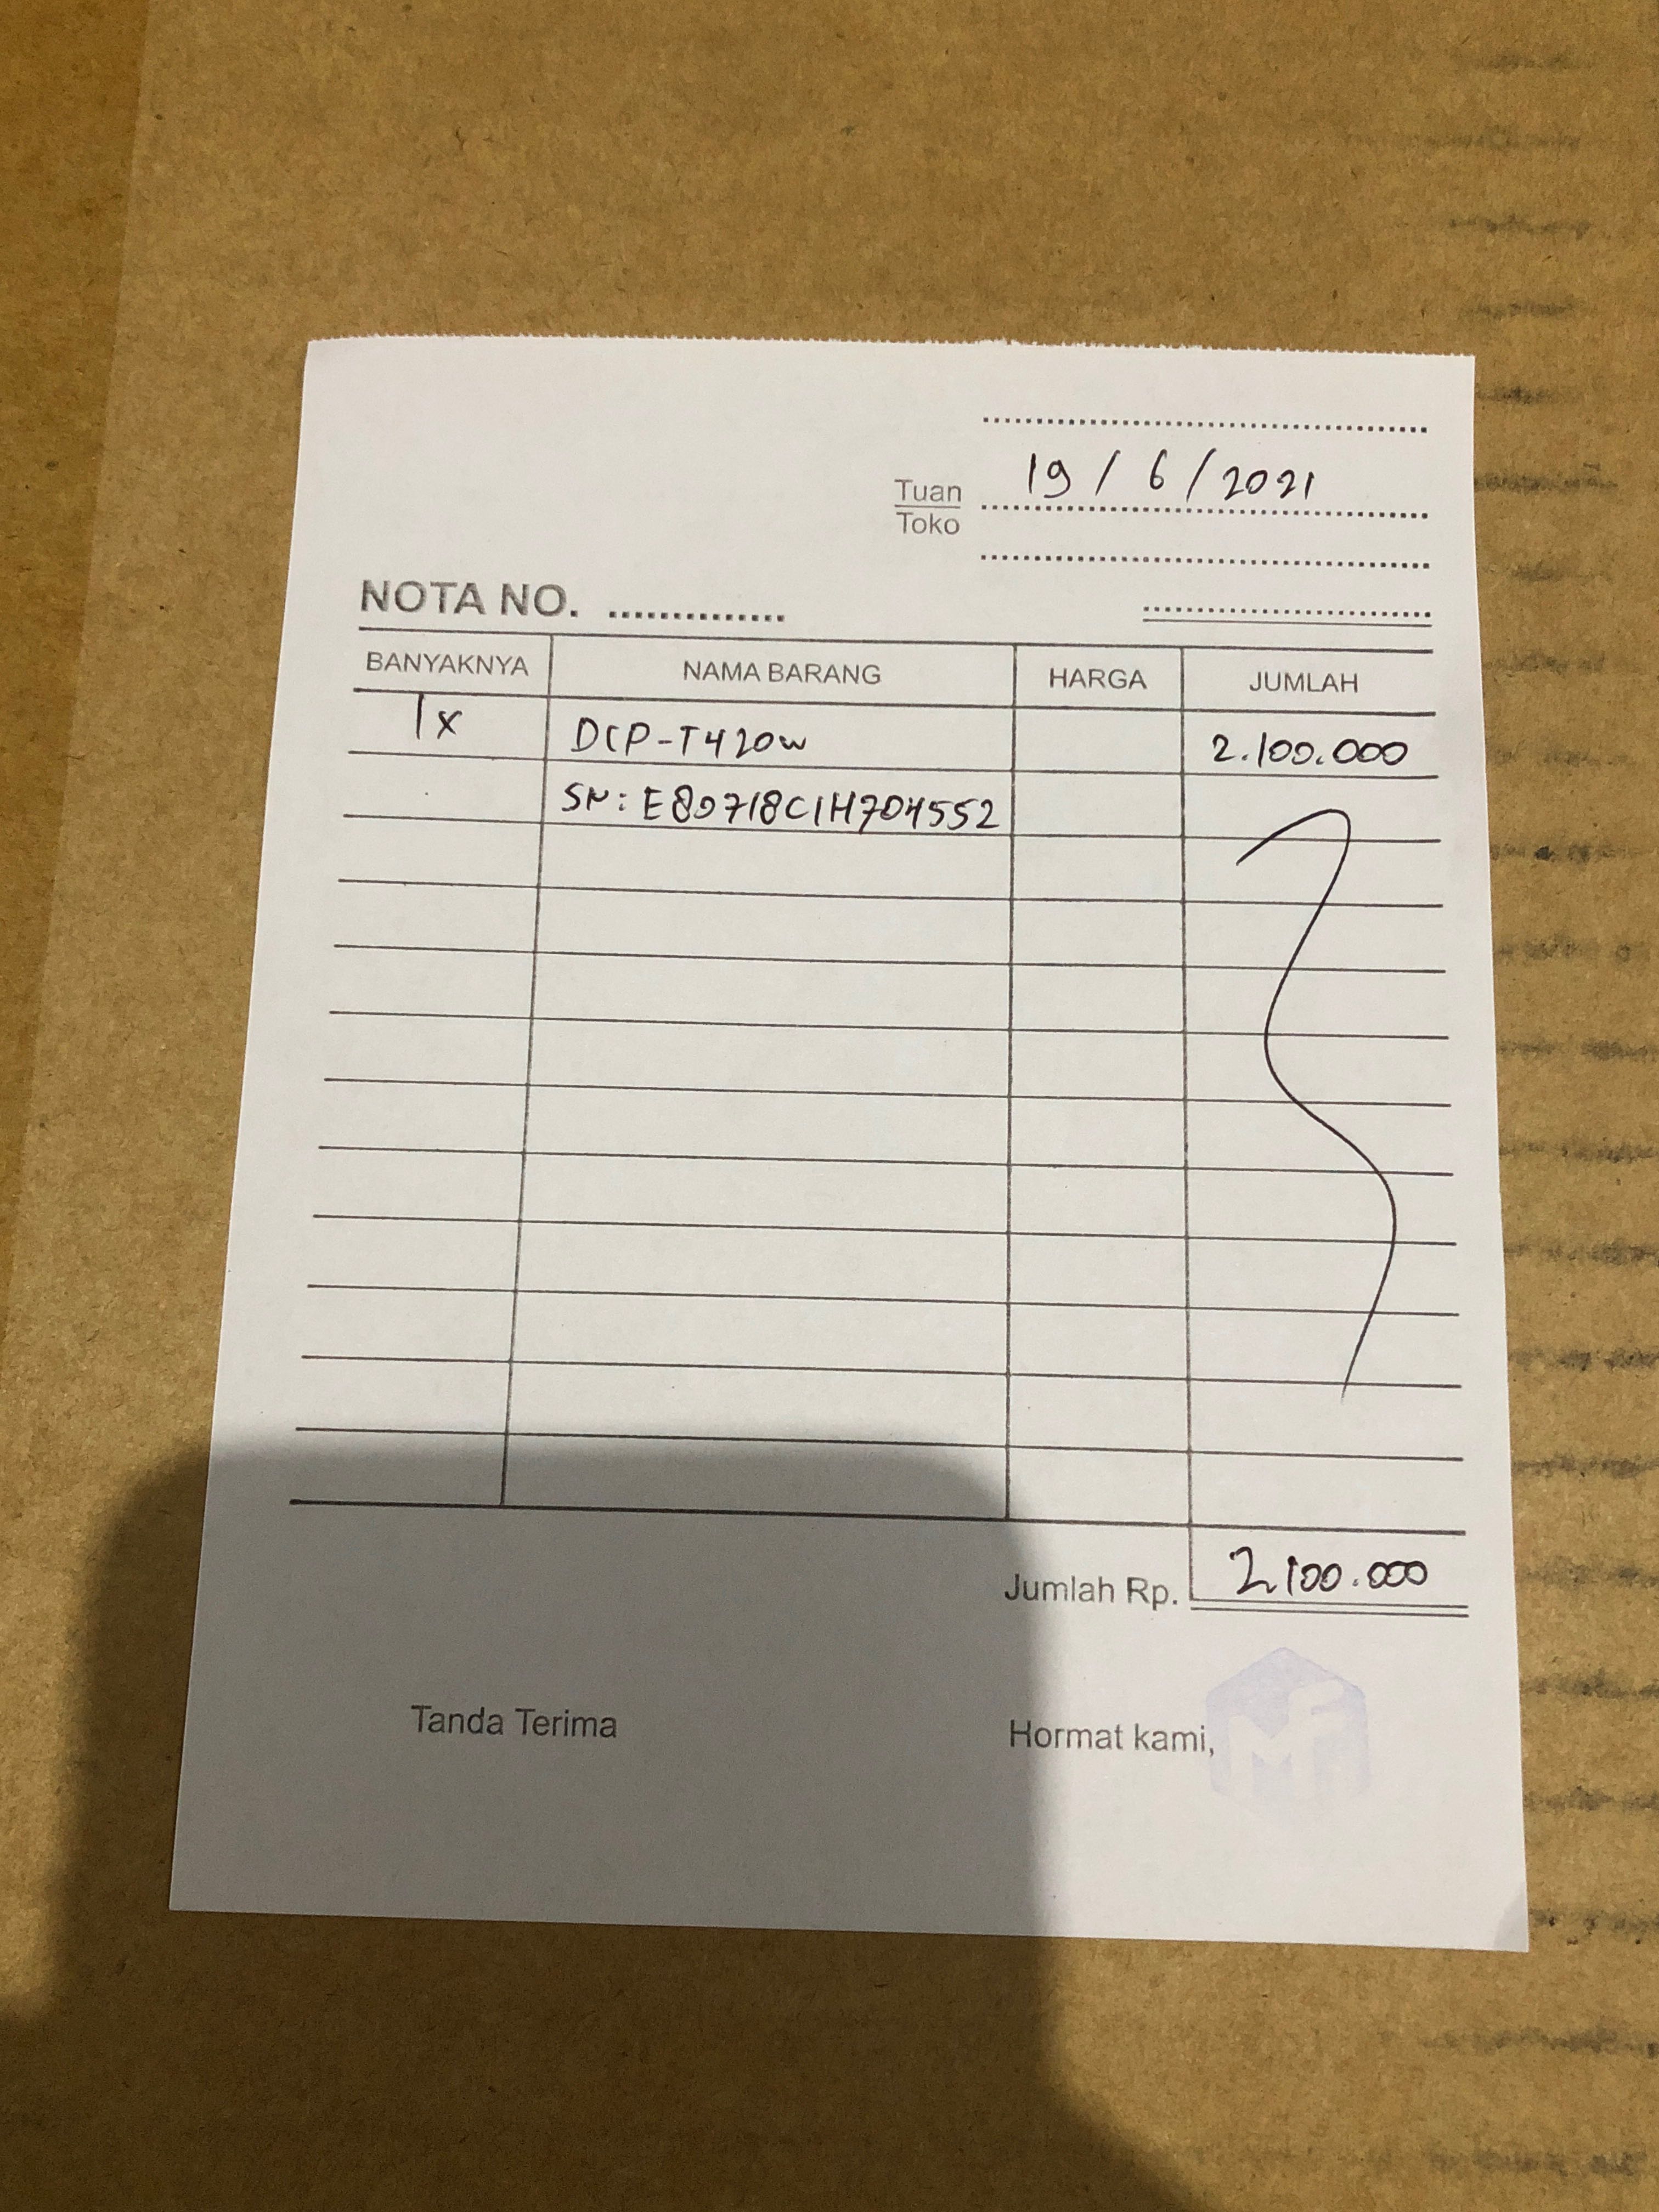 19 / 6 / 2021
Tuan
Toko
NOTA NO. ..............
BANYAKNYA NAMA BARANG HARGA JUMLAH
1x DCP-T420w 2.100.000
SN: E80718C1H704552
Jumlah Rp. 2.100.000
Tanda Terima Hormat kami,